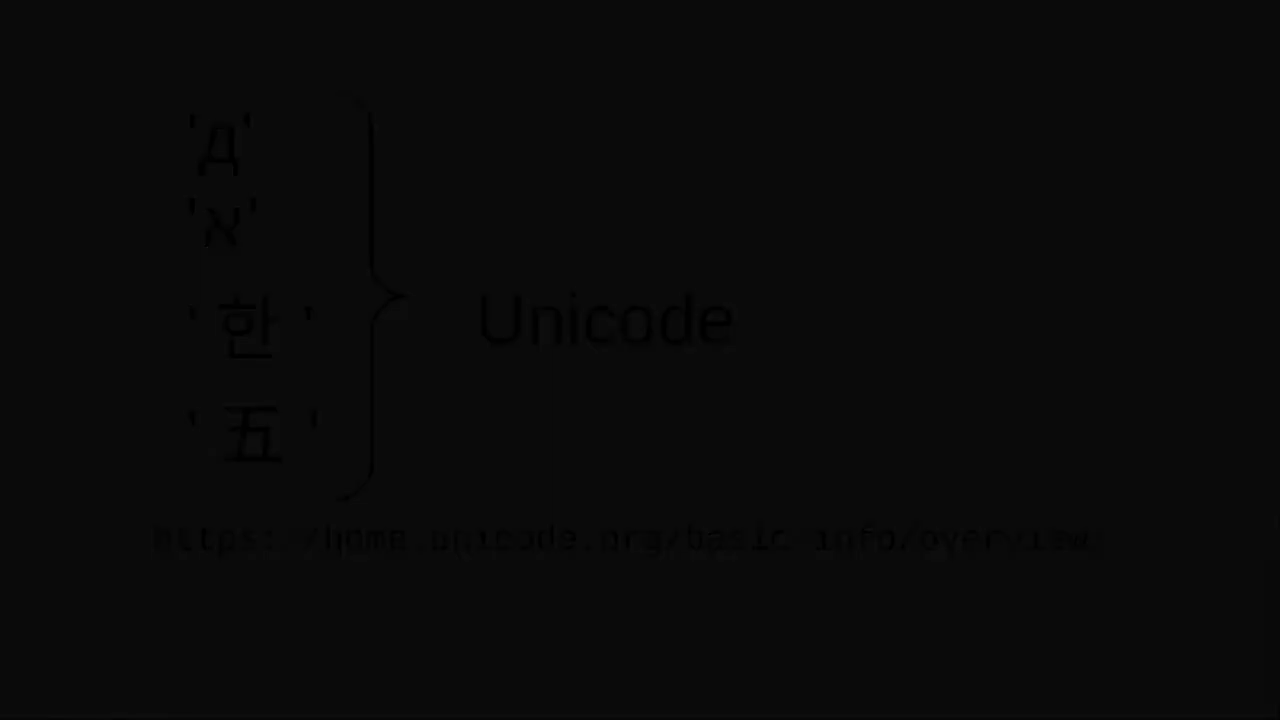 'Д'
'א'
' 한 '
' 五 '
Unicode
https://home.unicode.org/basic-info/overview